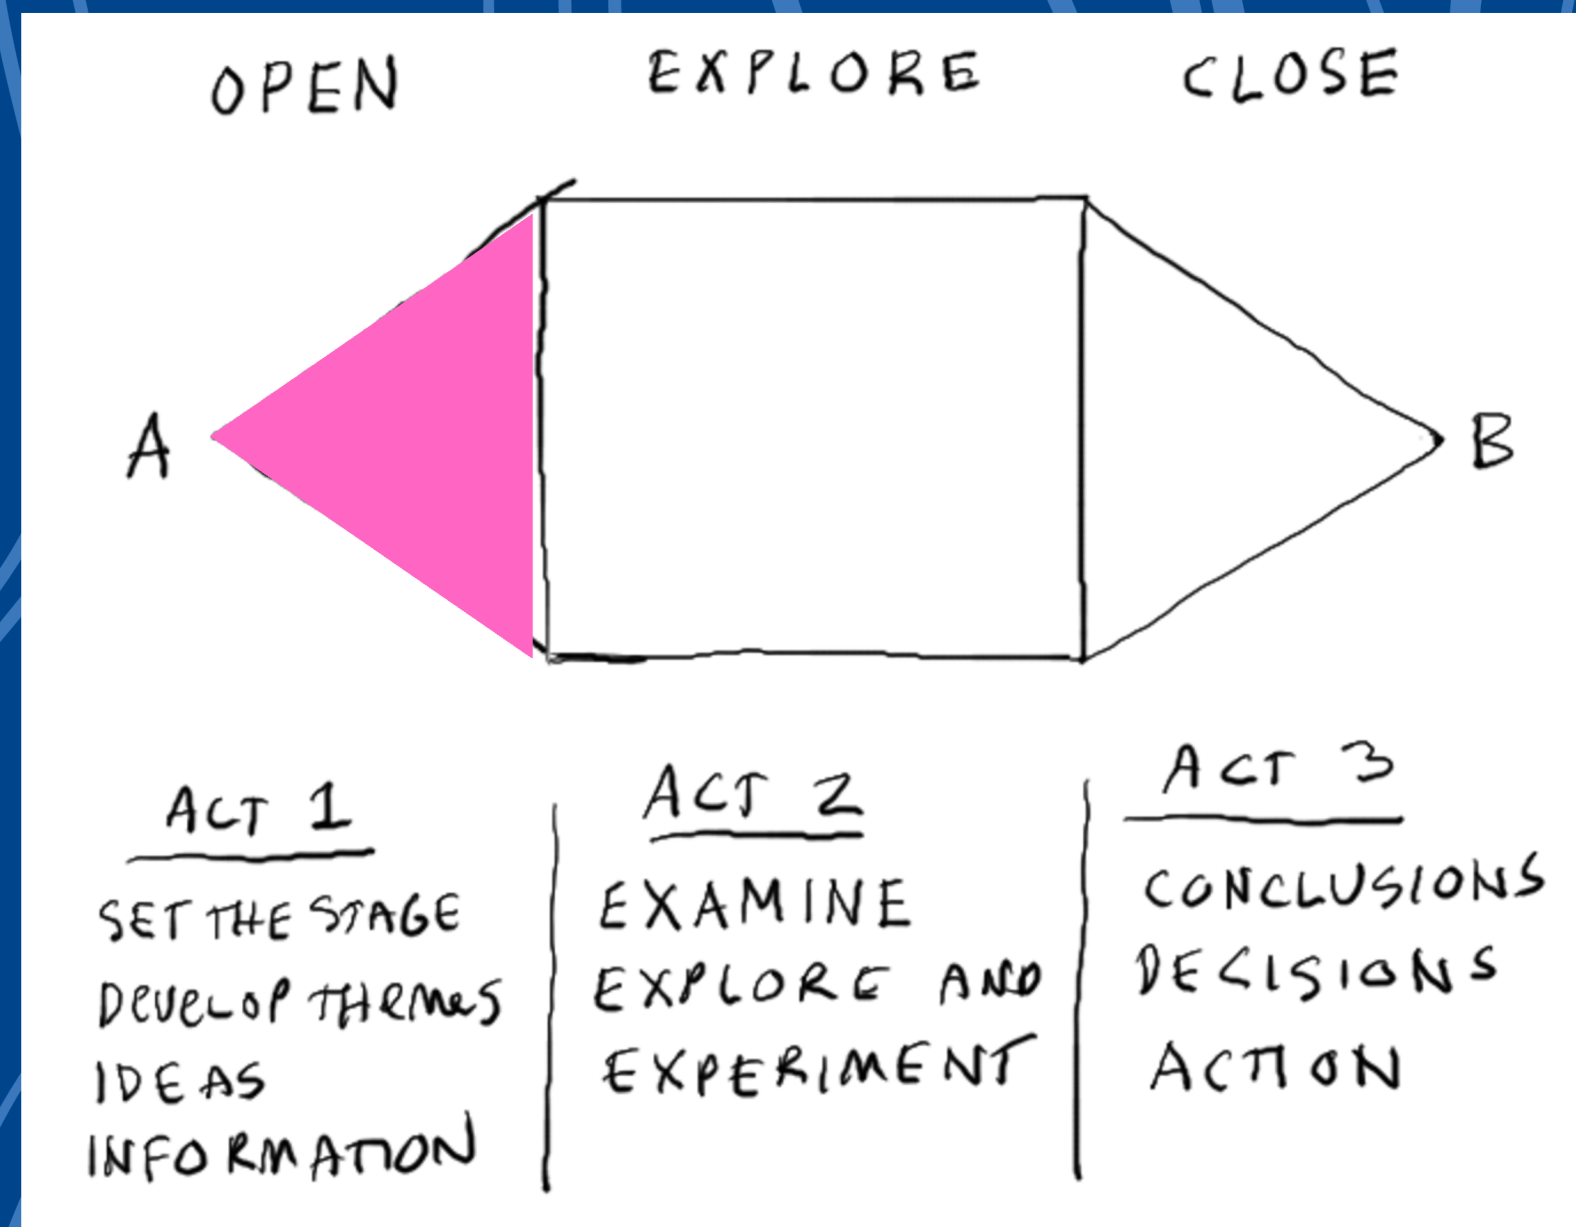 OPEN EXPLORE CLOSE
A B
ACT 1
SET THE STAGE
DEVELOP THEMES
IDEAS
INFORMATION
ACT 2
EXAMINE
EXPLORE AND
EXPERIMENT
ACT 3
CONCLUSIONS
DECISIONS
ACTION